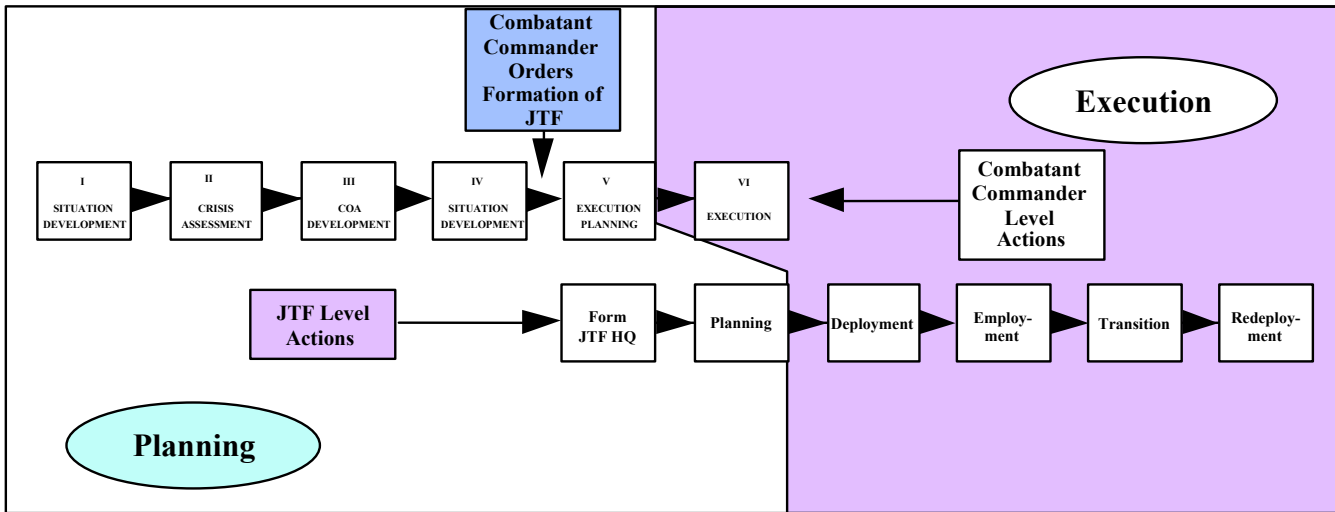 Combatant
Commander
Orders
Formation of
JTF
Execution
I
SITUATION
DEVELOPMENT
II
CRISIS
ASSESSMENT
III
COA
DEVELOPMENT
IV
SITUATION
DEVELOPMENT
V
EXECUTION
PLANNING
VI
EXECUTION
Combatant
Commander
Level
Actions
JTF Level
Actions
Form
JTF HQ
Planning
Deployment
Employ-
ment
Transition
Redeploy-
ment
Planning